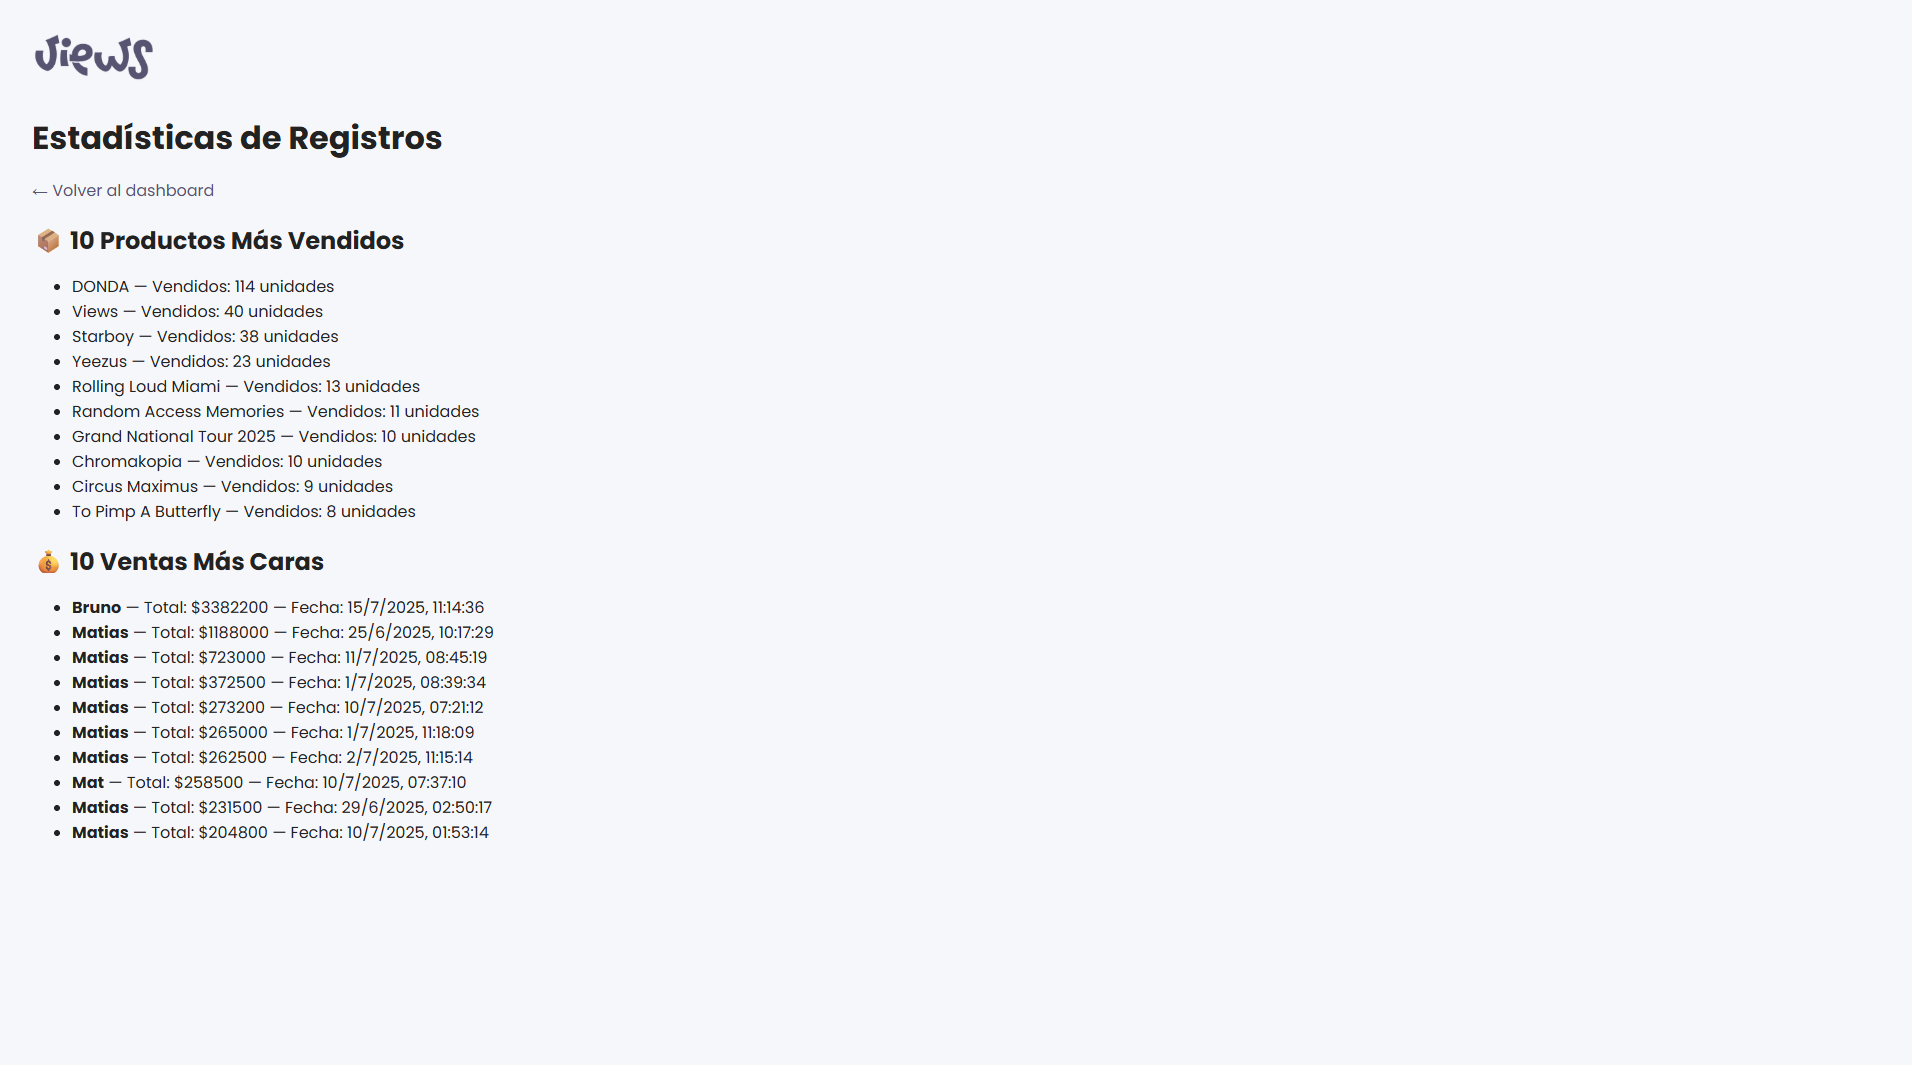 views
Estadísticas de Registros
← Volver al dashboard
📦 10 Productos Más Vendidos
• DONDA — Vendidos: 114 unidades
• Views — Vendidos: 40 unidades
• Starboy — Vendidos: 38 unidades
• Yeezus — Vendidos: 23 unidades
• Rolling Loud Miami — Vendidos: 13 unidades
• Random Access Memories — Vendidos: 11 unidades
• Grand National Tour 2025 — Vendidos: 10 unidades
• Chromakopia — Vendidos: 10 unidades
• Circus Maximus — Vendidos: 9 unidades
• To Pimp A Butterfly — Vendidos: 8 unidades
💰 10 Ventas Más Caras
• Bruno — Total: $3382200 — Fecha: 15/7/2025, 11:14:36
• Matias — Total: $1188000 — Fecha: 25/6/2025, 10:17:29
• Matias — Total: $723000 — Fecha: 11/7/2025, 08:45:19
• Matias — Total: $372500 — Fecha: 1/7/2025, 08:39:34
• Matias — Total: $273200 — Fecha: 10/7/2025, 07:21:12
• Matias — Total: $265000 — Fecha: 1/7/2025, 11:18:09
• Matias — Total: $262500 — Fecha: 2/7/2025, 11:15:14
• Mat — Total: $258500 — Fecha: 10/7/2025, 07:37:10
• Matias — Total: $231500 — Fecha: 29/6/2025, 02:50:17
• Matias — Total: $204800 — Fecha: 10/7/2025, 01:53:14